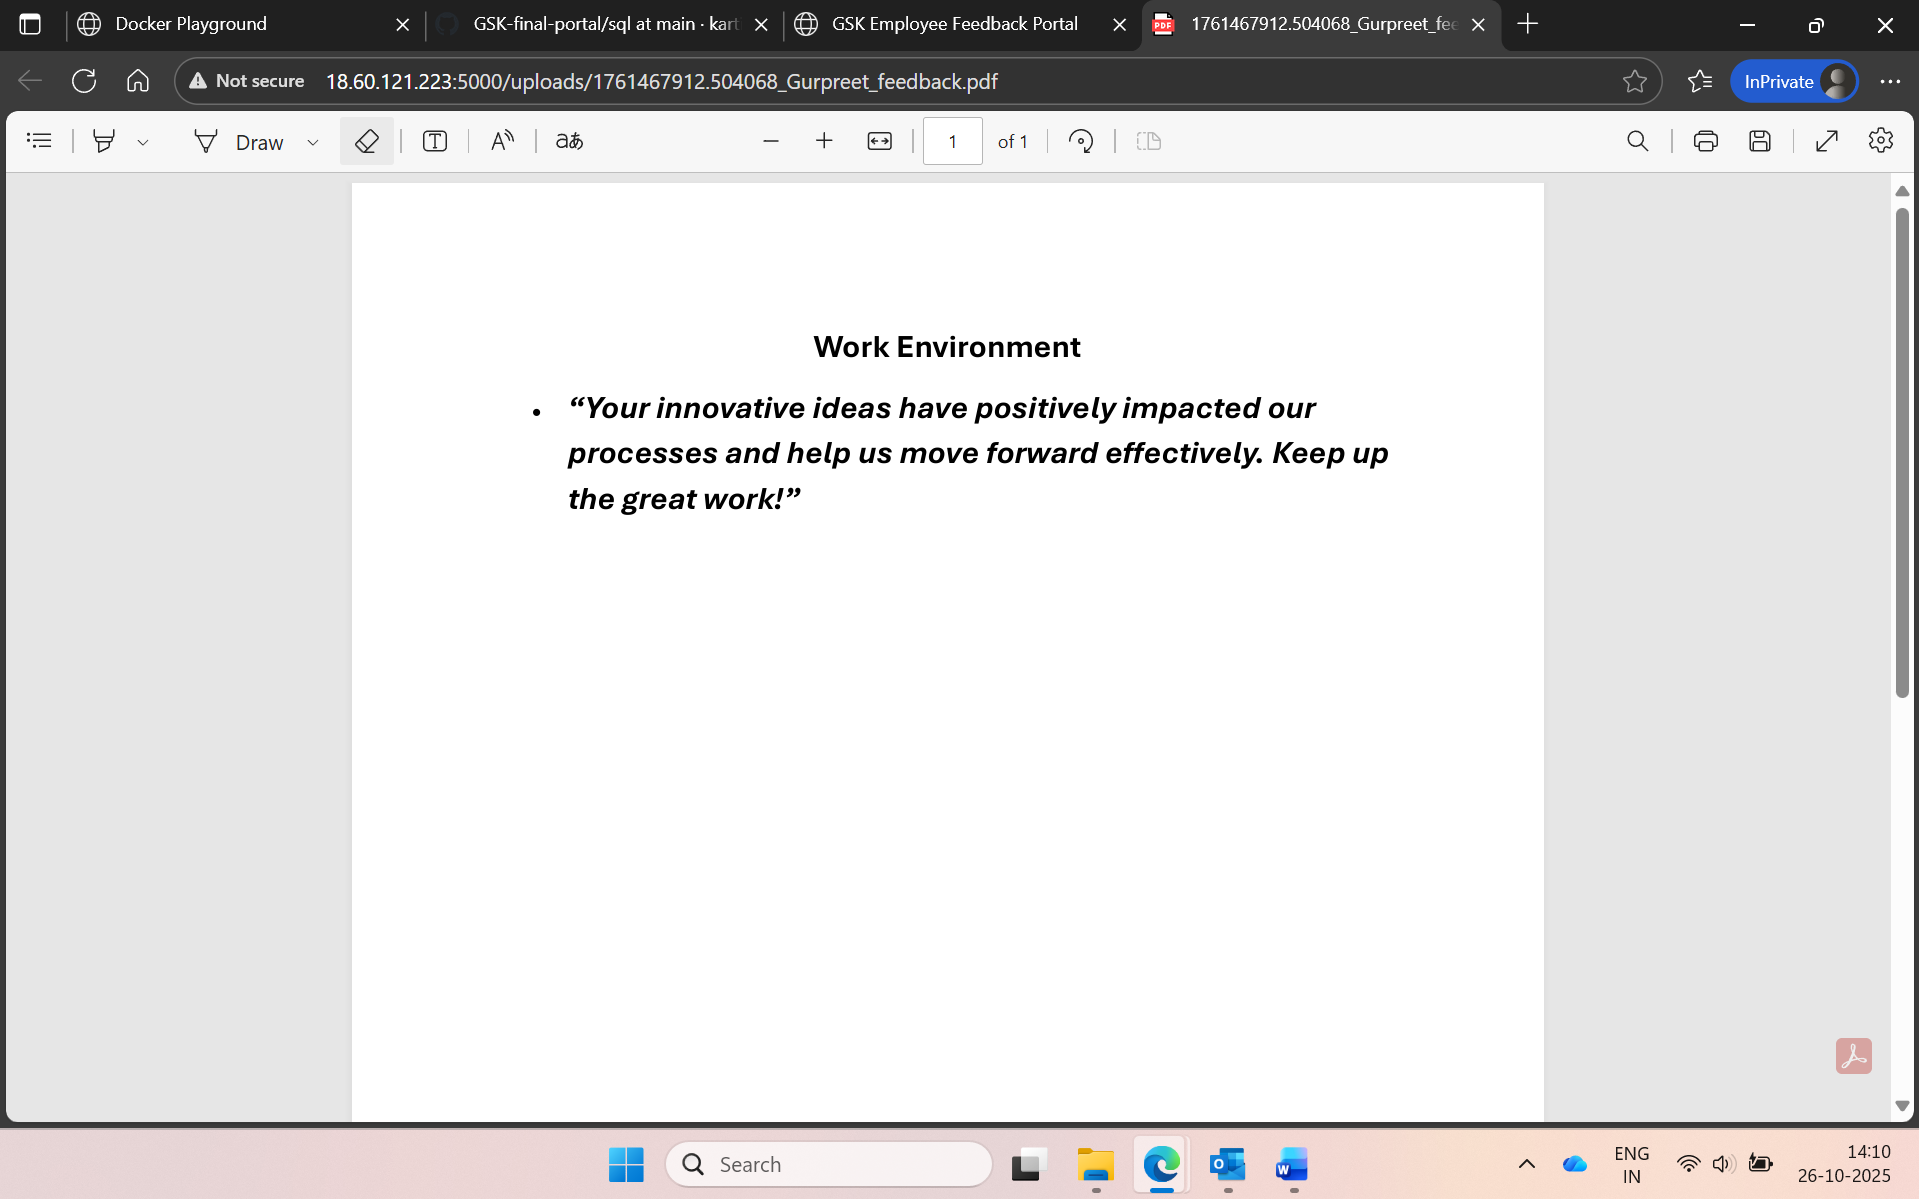 Docker Playground
GSK-final-portal/sql at main · kart
GSK Employee Feedback Portal
1761467912.504068_Gurpreet_fee
Not secure
18.60.121.223:5000/uploads/1761467912.504068_Gurpreet_feedback.pdf
InPrivate
Draw
1
of 1
Work Environment
• “Your innovative ideas have positively impacted our
processes and help us move forward effectively. Keep up
the great work!”
Search
ENG
IN
14:10
26-10-2025